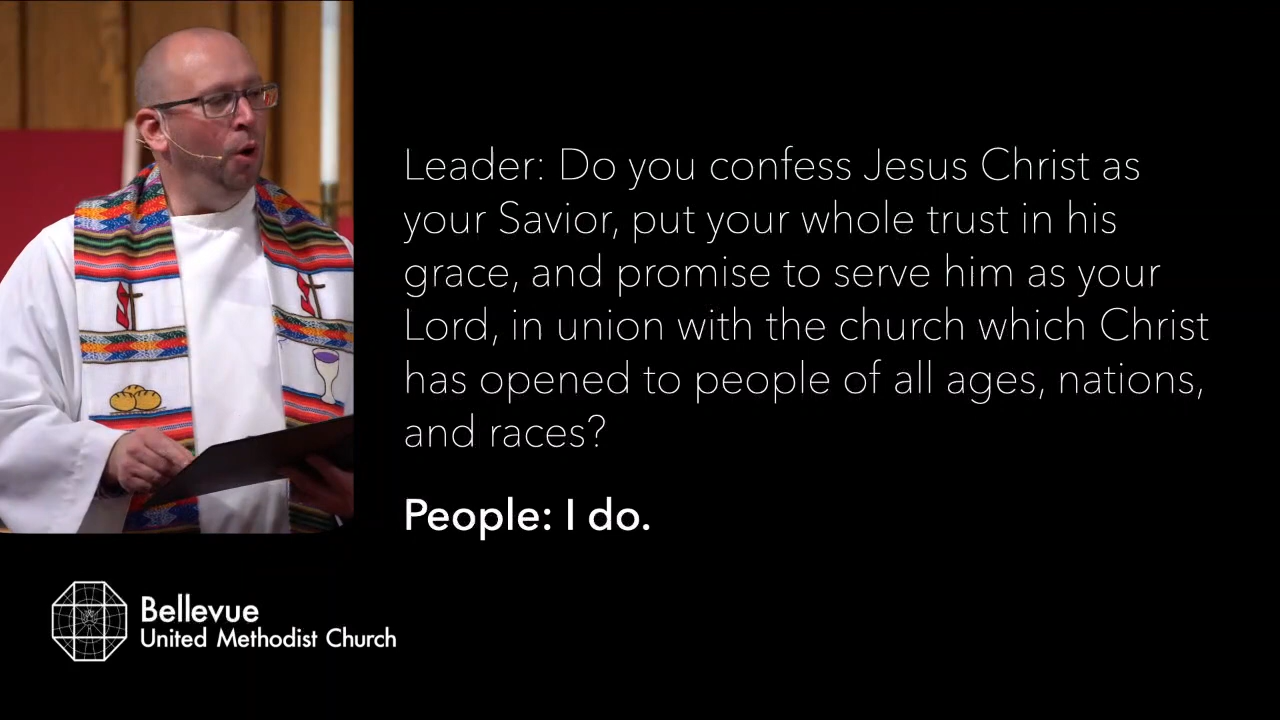 Leader: Do you confess Jesus Christ as
your Savior, put your whole trust in his
grace, and promise to serve him as your
Lord, in union with the church which Christ
has opened to people of all ages, nations,
and races?
People: I do.
Bellevue
United Methodist Church